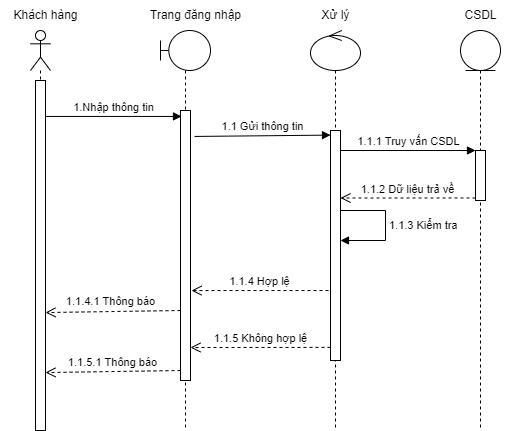 Khách hàng
Trang đăng nhập
Xử lý
CSDL
1.Nhập thông tin
1.1 Gửi thông tin
1.1.1 Truy vấn CSDL
1.1.2 Dữ liệu trả về
1.1.3 Kiểm tra
1.1.4 Hợp lệ
1.1.4.1 Thông báo
1.1.5 Không hợp lệ
1.1.5.1 Thông báo